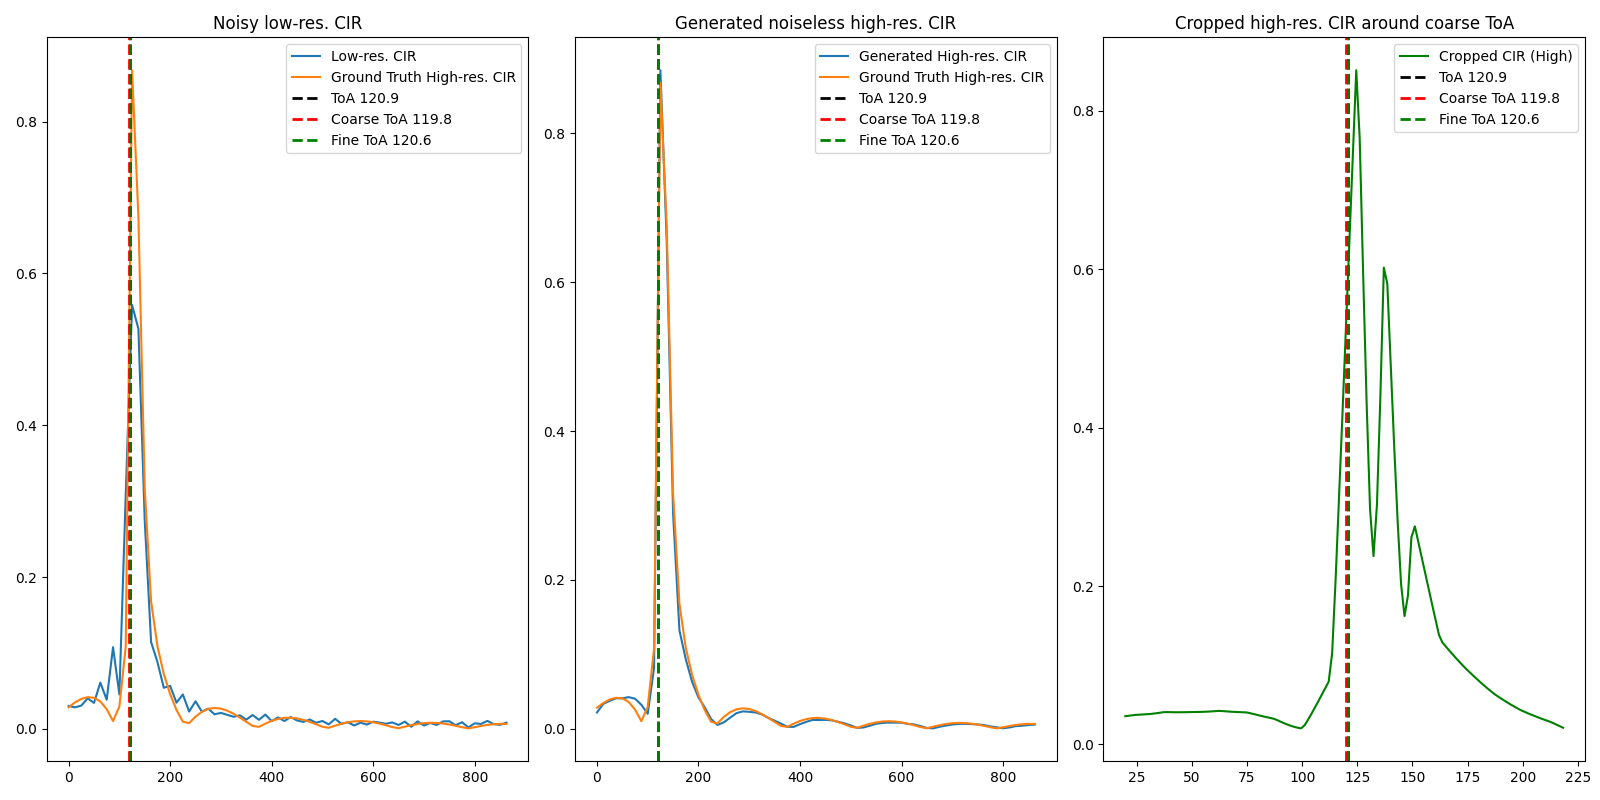 Noisy low-res. CIR
Low-res. CIR
Ground Truth High-res. CIR
ToA 120.9
Coarse ToA 119.8
Fine ToA 120.6
0.8
0.6
0.4
0.2
0.0
0 200 400 600 800
Generated noiseless high-res. CIR
Generated High-res. CIR
Ground Truth High-res. CIR
ToA 120.9
Coarse ToA 119.8
Fine ToA 120.6
0.8
0.6
0.4
0.2
0.0
0 200 400 600 800
Cropped high-res. CIR around coarse ToA
Cropped CIR (High)
ToA 120.9
Coarse ToA 119.8
Fine ToA 120.6
0.8
0.6
0.4
0.2
0.0
25 50 75 100 125 150 175 200 225